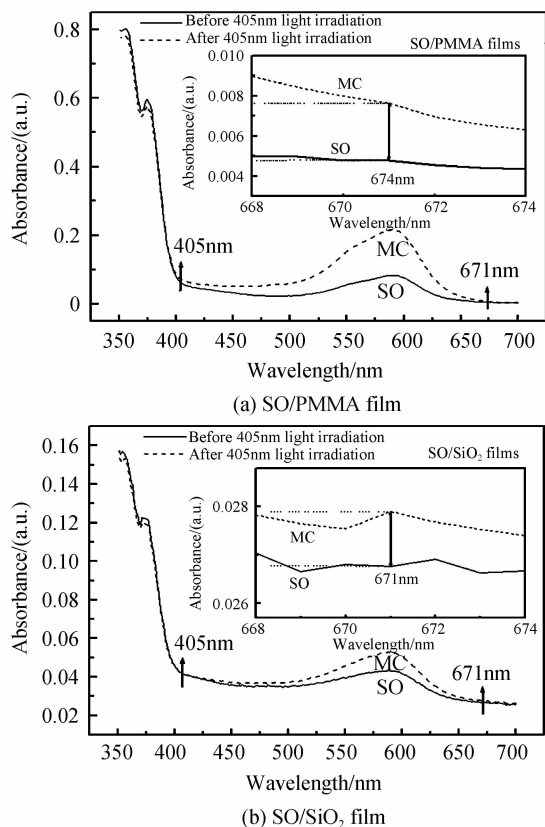 Before 405nm light irradiation
After 405nm light irradiation
SO/PMMA films
0.8
0.6
0.4
0.2
0
Absorbance/(a.u.)
0.010
0.008
0.006
0.004
Absorbance/(a.u.)
MC
SO
674nm
668 670 672 674
Wavelength/nm
405nm
MC
SO
671nm
350 400 450 500 550 600 650 700
Wavelength/nm
(a) SO/PMMA film
Before 405nm light irradiation
After 405nm light irradiation
SO/SiO₂ films
0.16
0.14
0.12
0.10
0.08
0.06
0.04
0.02
Absorbance/(a.u.)
0.028
0.026
Absorbance/(a.u.)
MC
SO
671nm
668 670 672 674
Wavelength/nm
405nm
MC
SO
671nm
350 400 450 500 550 600 650 700
Wavelength/nm
(b) SO/SiO₂ film